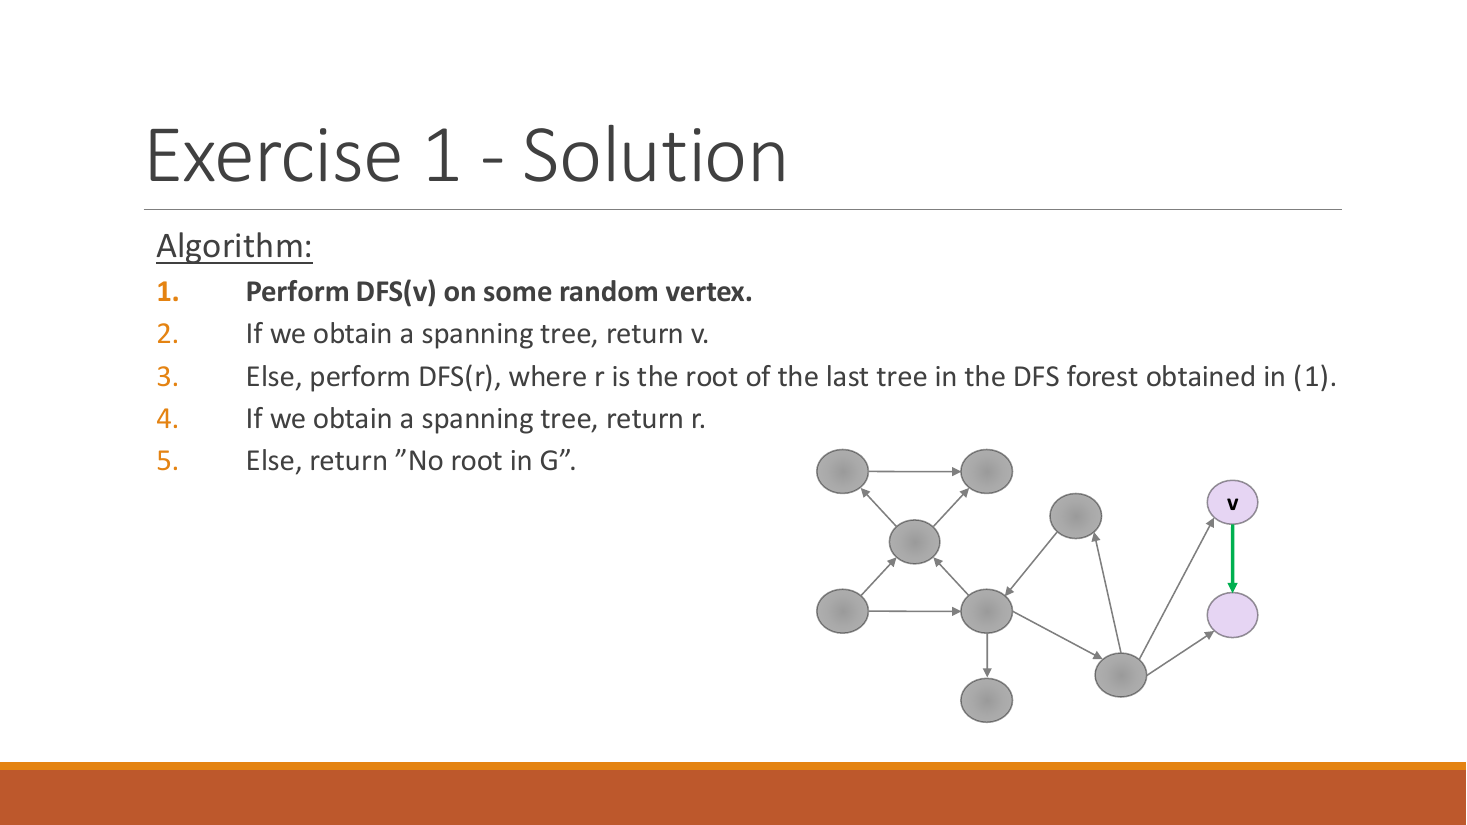 Exercise 1 - Solution
Algorithm:
1. Perform DFS(v) on some random vertex.
2. If we obtain a spanning tree, return v.
3. Else, perform DFS(r), where r is the root of the last tree in the DFS forest obtained in (1).
4. If we obtain a spanning tree, return r.
5. Else, return ”No root in G”.
v